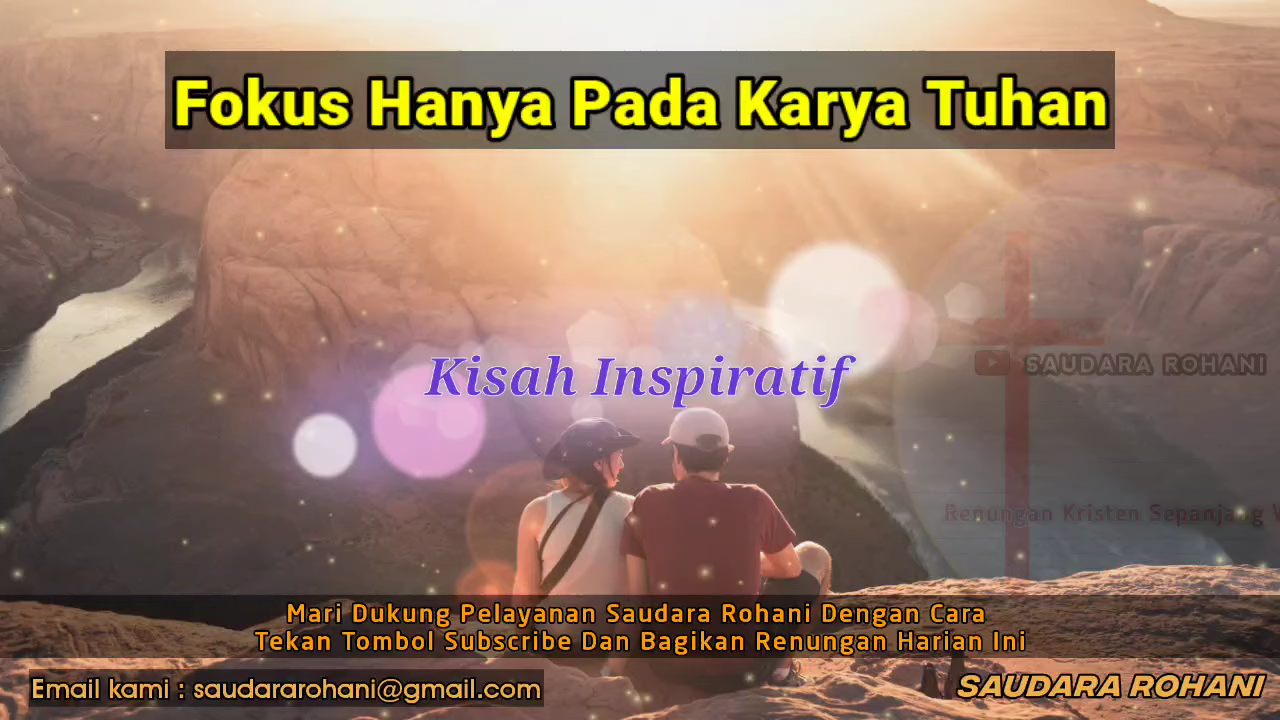 Fokus Hanya Pada Karya Tuhan
Kisah Inspiratif
SAUDARA ROHANI
Renungan Kristen Sepanjang
Mari Dukung Pelayanan Saudara Rohani Dengan Cara
Tekan Tombol Subscribe Dan Bagikan Renungan Harian Ini
Email kami : saudararohani@gmail.com
SAUDARA ROHANI